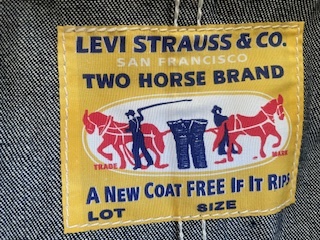 LEVI STRAUSS & CO.
SAN FRANCISCO
TWO HORSE BRAND
TRADE MARK
A NEW COAT FREE IF IT RIPS
LOT SIZE